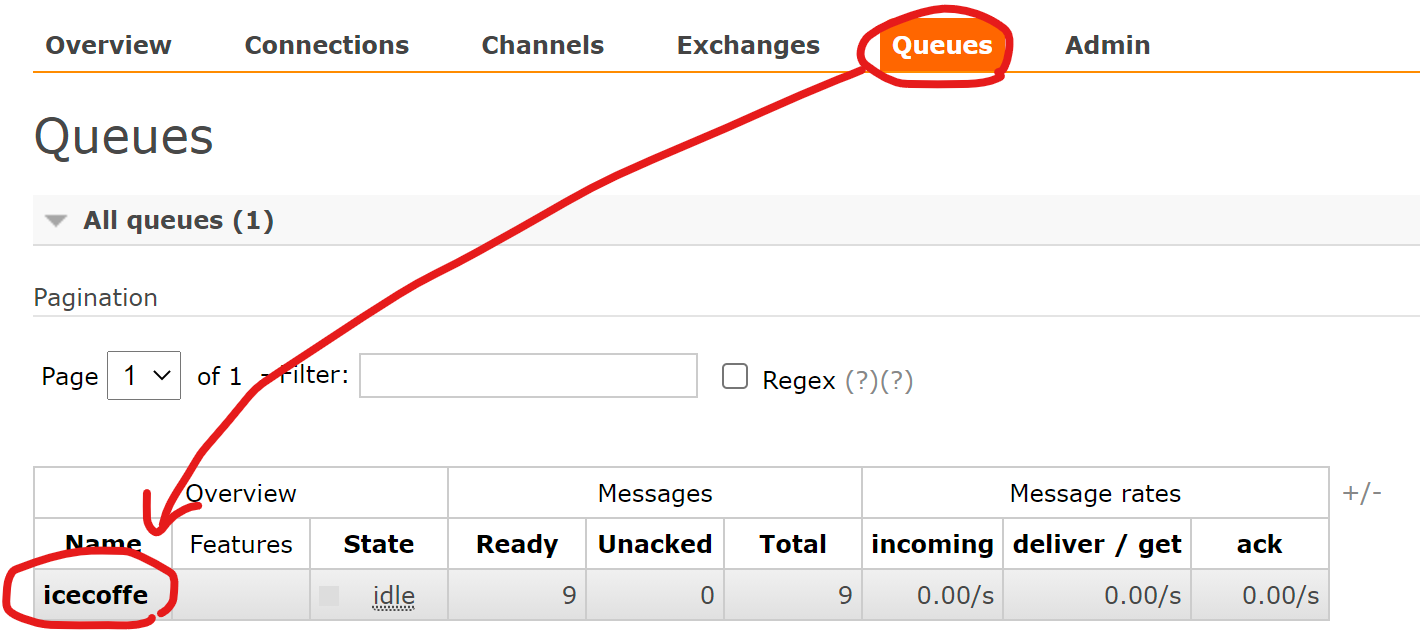 Overview Connections Channels Exchanges Queues Admin
Queues
All queues (1)
Pagination
Page 1 of 1 - Filter: Regex (?)(?)
Overview Messages Message rates +/-
Name Features State Ready Unacked Total incoming deliver / get ack
icecoffe idle 9 0 9 0.00/s 0.00/s 0.00/s